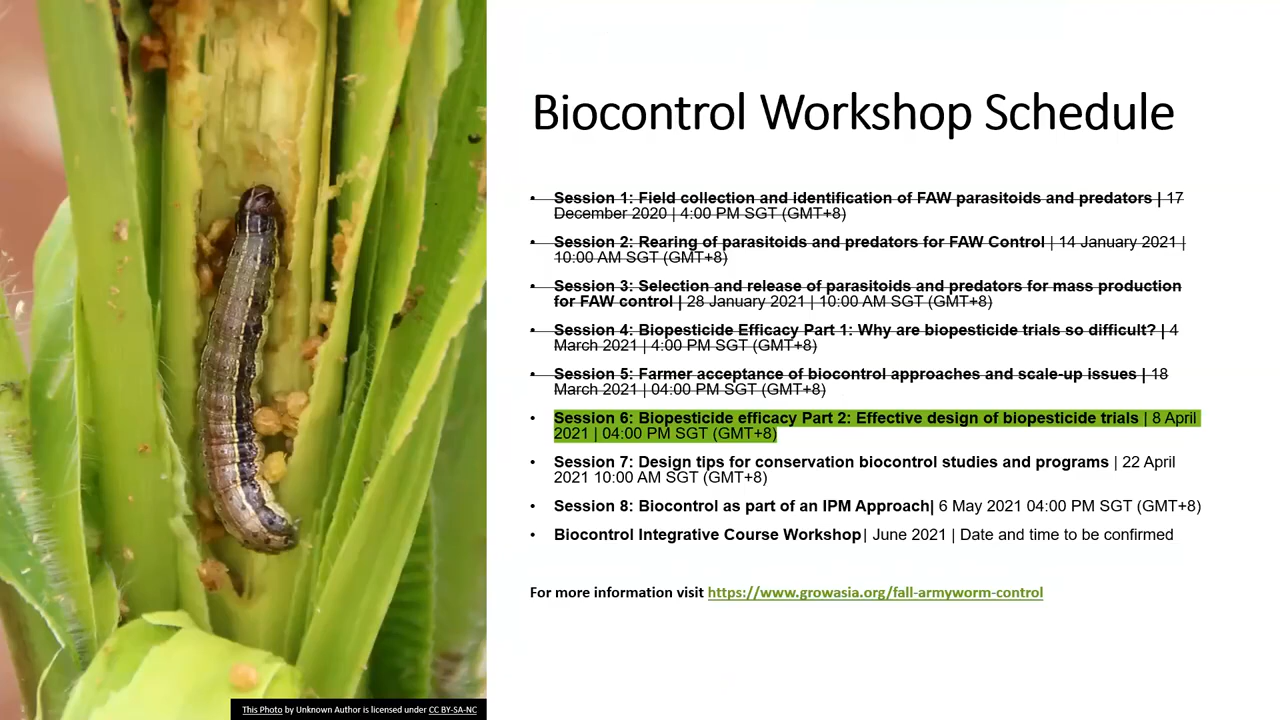 Biocontrol Workshop Schedule
• Session 1: Field collection and identification of FAW parasitoids and predators | 17
December 2020 | 4:00 PM SGT (GMT+8)
• Session 2: Rearing of parasitoids and predators for FAW Control | 14 January 2021 |
10:00 AM SGT (GMT+8)
• Session 3: Selection and release of parasitoids and predators for mass production
for FAW control | 28 January 2021 | 10:00 AM SGT (GMT+8)
• Session 4: Biopesticide Efficacy Part 1: Why are biopesticide trials so difficult? | 4
March 2021 | 4:00 PM SGT (GMT+8)
• Session 5: Farmer acceptance of biocontrol approaches and scale-up issues | 18
March 2021 | 04:00 PM SGT (GMT+8)
• Session 6: Biopesticide efficacy Part 2: Effective design of biopesticide trials | 8 April
2021 | 04:00 PM SGT (GMT+8)
• Session 7: Design tips for conservation biocontrol studies and programs | 22 April
2021 10:00 AM SGT (GMT+8)
• Session 8: Biocontrol as part of an IPM Approach| 6 May 2021 04:00 PM SGT (GMT+8)
• Biocontrol Integrative Course Workshop| June 2021 | Date and time to be confirmed
For more information visit https://www.growasia.org/fall-armyworm-control
This Photo by Unknown Author is licensed under CC BY-SA-NC